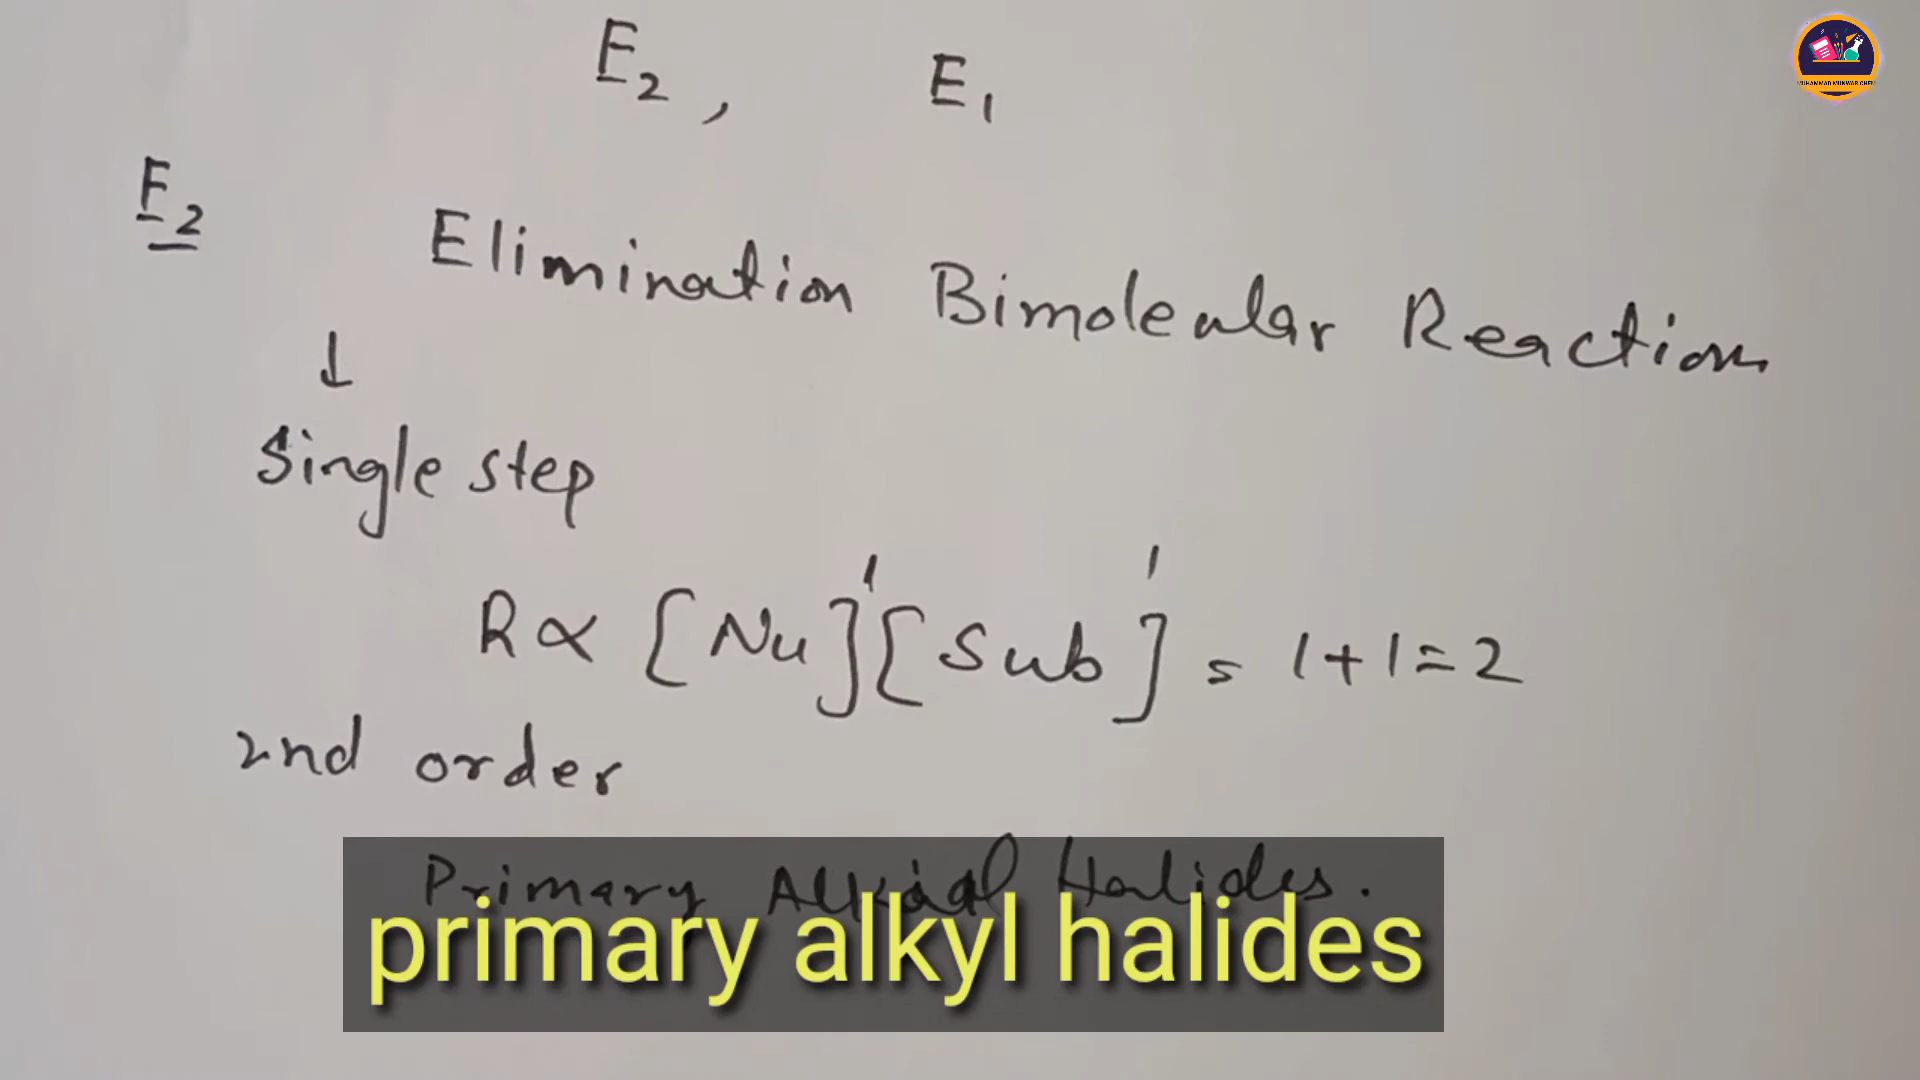 E₂, E₁
E₂ Elimination Bimolecular Reaction
↓
Single step
R ∝ [Nu]¹[Sub]¹ = 1+1=2
2nd order
Primary Halides.
primary alkyl halides